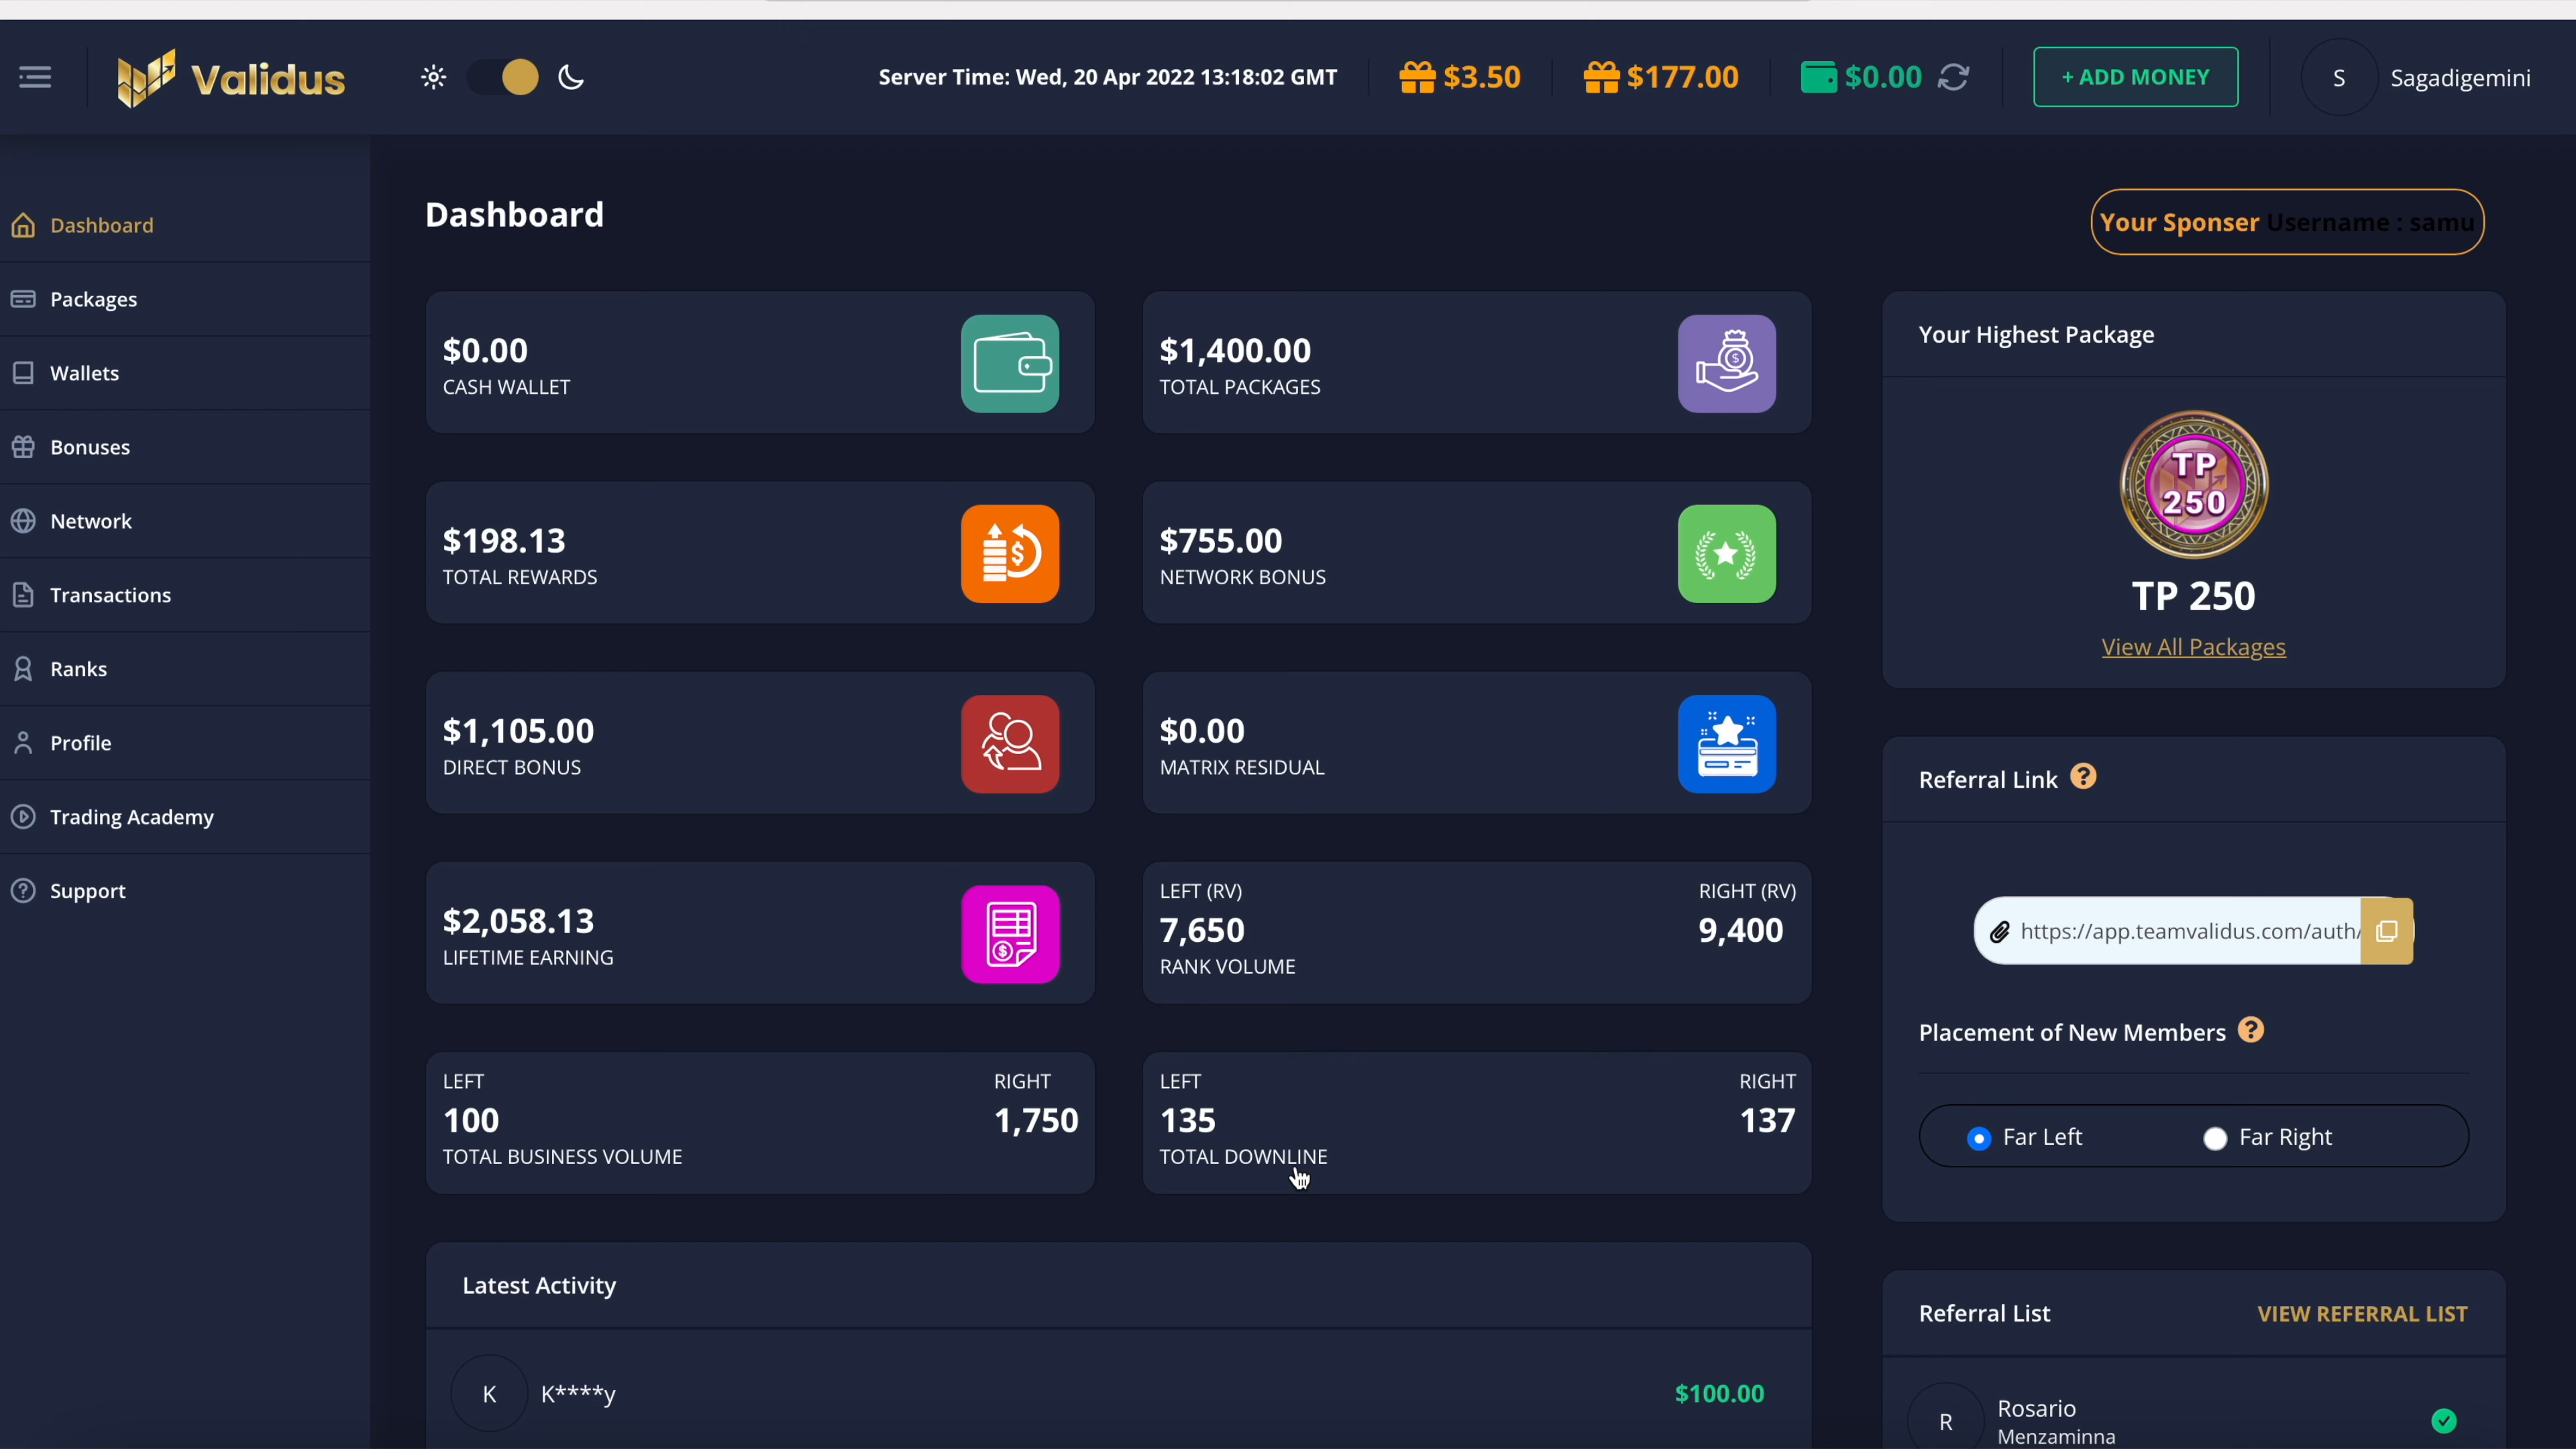 Validus
Server Time: Wed, 20 Apr 2022 13:18:02 GMT
$3.50
$177.00
$0.00
+ ADD MONEY
S
Sagadigemini
Dashboard
Packages
Wallets
Bonuses
Network
Transactions
Ranks
Profile
Trading Academy
Support
Dashboard
Your Sponser Username : samu
$0.00
CASH WALLET
$1,400.00
TOTAL PACKAGES
$198.13
TOTAL REWARDS
$755.00
NETWORK BONUS
$1,105.00
DIRECT BONUS
$0.00
MATRIX RESIDUAL
$2,058.13
LIFETIME EARNING
LEFT (RV)
RIGHT (RV)
7,650
9,400
RANK VOLUME
LEFT
RIGHT
100
1,750
TOTAL BUSINESS VOLUME
LEFT
RIGHT
135
137
TOTAL DOWNLINE
Latest Activity
K
K****y
$100.00
Your Highest Package
TP
250
TP 250
View All Packages
Referral Link
https://app.teamvalidus.com/auth/
Placement of New Members
Far Left
Far Right
Referral List
VIEW REFERRAL LIST
R
Rosario
Menzaminna